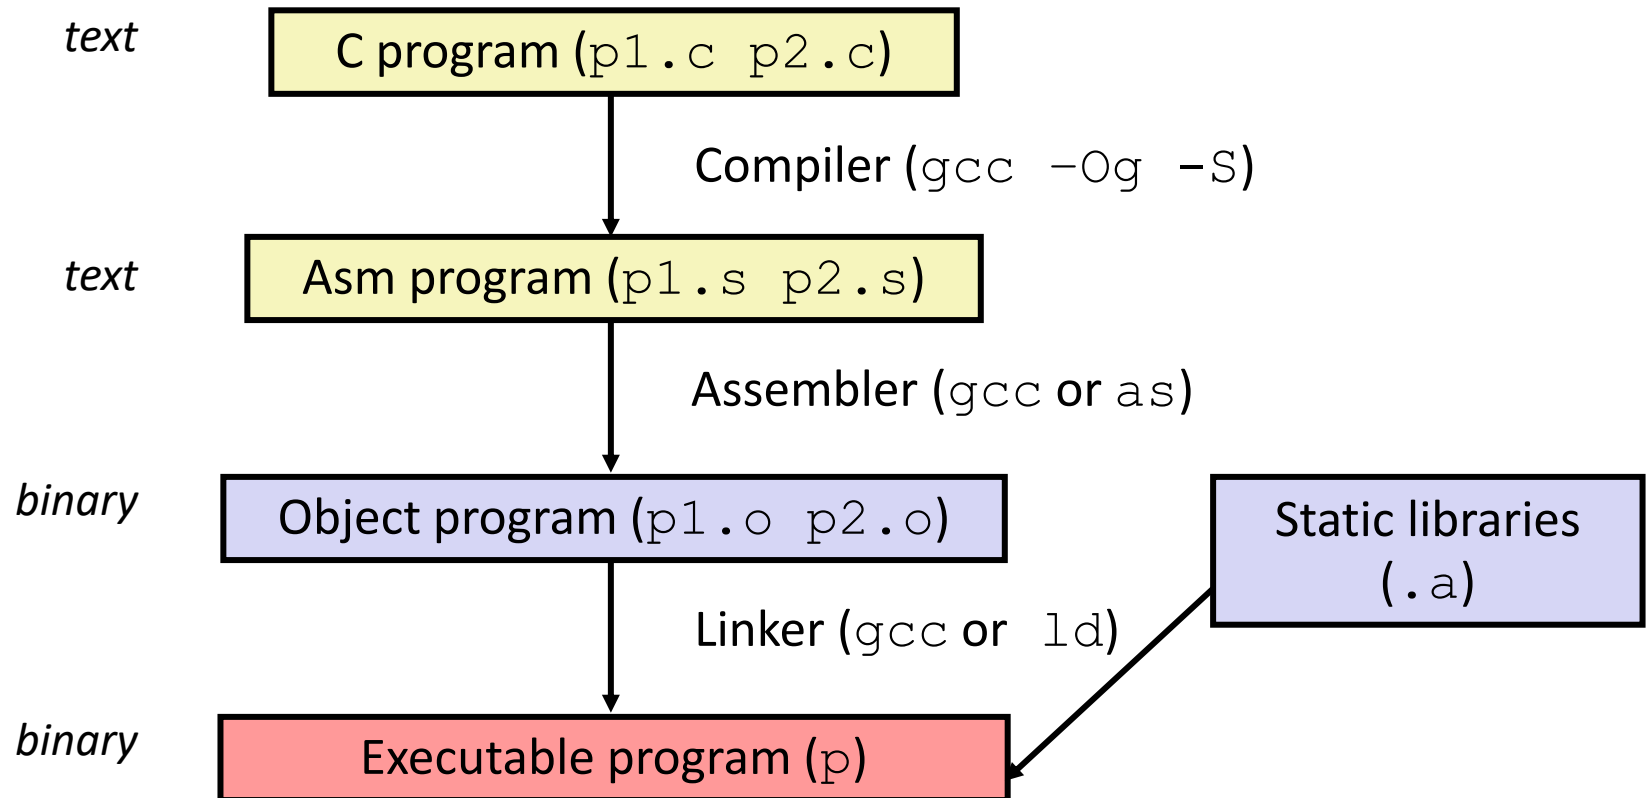 text
C program (p1.c p2.c)
Compiler (gcc –Og -S)
text
Asm program (p1.s p2.s)
Assembler (gcc or as)
binary
Object program (p1.o p2.o)
Static libraries
(.a)
Linker (gcc or ld)
binary
Executable program (p)